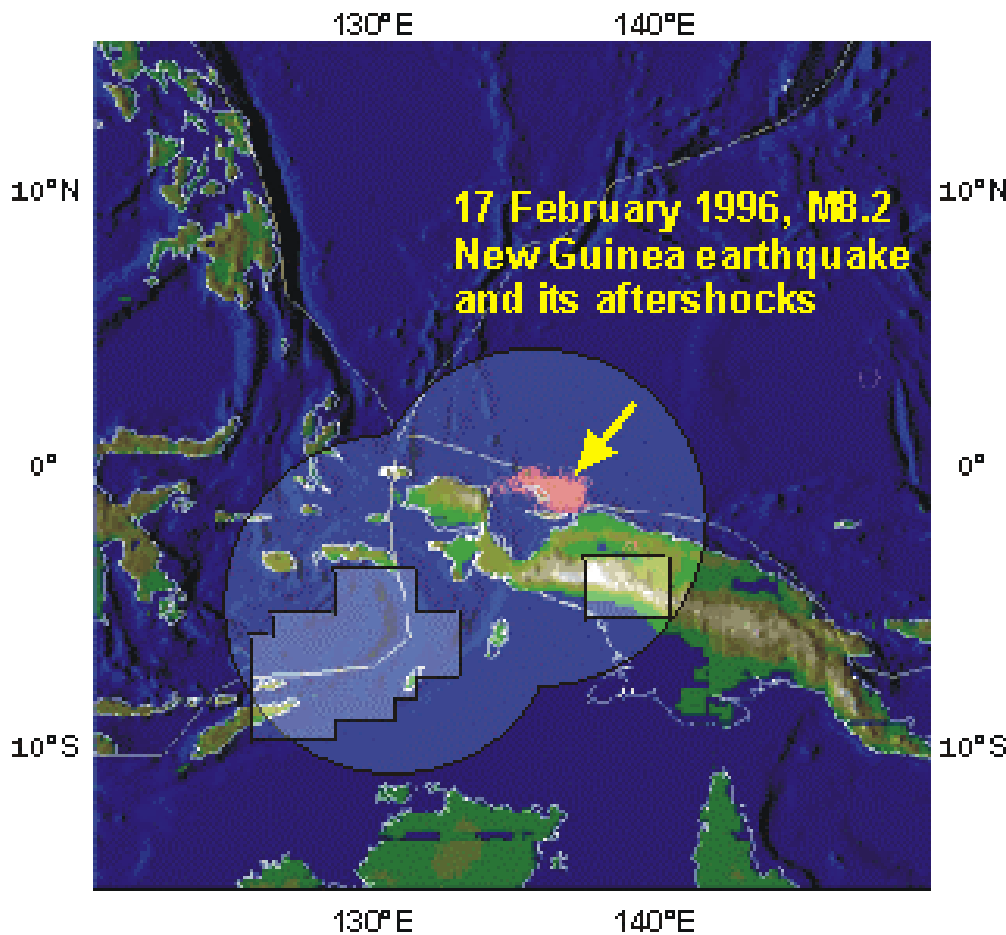 130°E 140°E
10°N 10°N
17 February 1996, M8.2
New Guinea earthquake
and its aftershocks
0° 0°
10°S 10°S
130°E 140°E